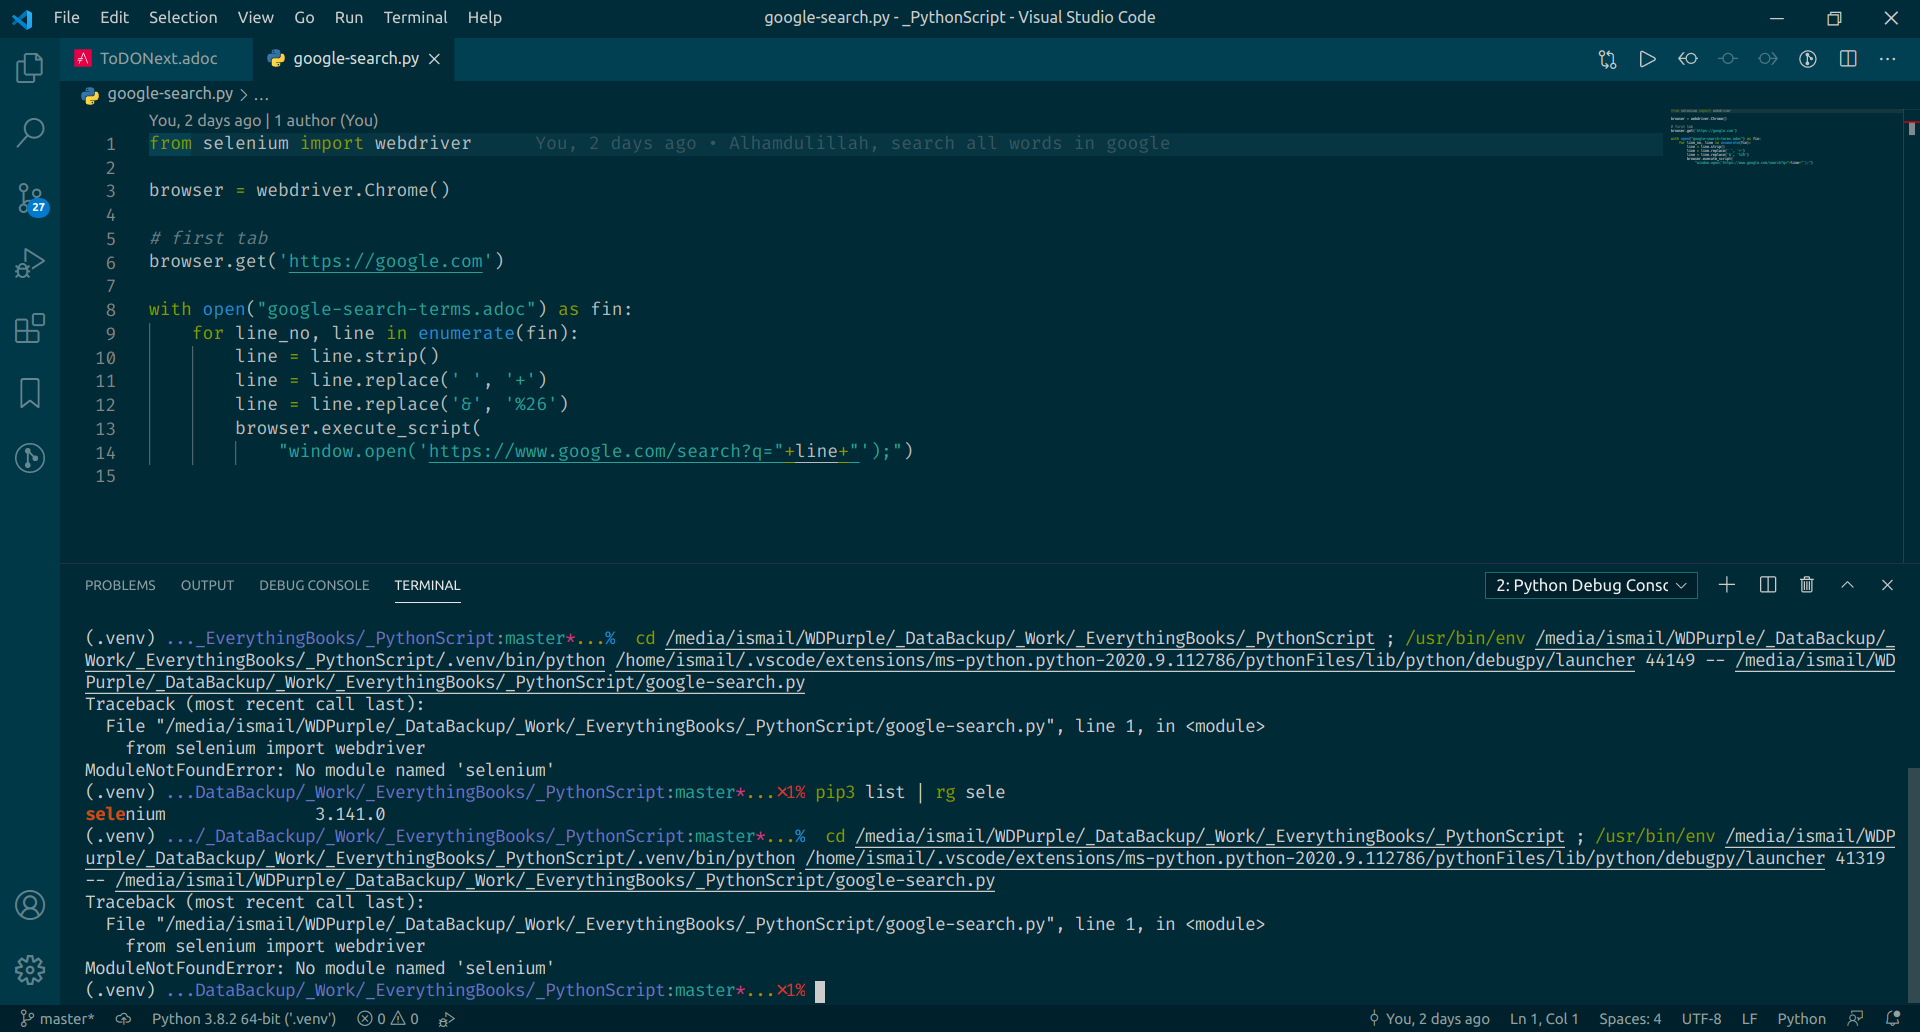 File Edit Selection View Go Run Terminal Help
google-search.py - _PythonScript - Visual Studio Code
ToDONext.adoc
google-search.py
google-search.py > ...
You, 2 days ago | 1 author (You)
1 from selenium import webdriver You, 2 days ago • Alhamdulillah, search all words in google
2
3 browser = webdriver.Chrome()
4
5 # first tab
6 browser.get('https://google.com')
7
8 with open("google-search-terms.adoc") as fin:
9 for line_no, line in enumerate(fin):
10 line = line.strip()
11 line = line.replace(' ', '+')
12 line = line.replace('&', '%26')
13 browser.execute_script(
14 "window.open('https://www.google.com/search?q="+line+"');")
15
27
PROBLEMS OUTPUT DEBUG CONSOLE TERMINAL
2: Python Debug Consc
(.venv) ..._EverythingBooks/_PythonScript:master*...% cd /media/ismail/WDPurple/_DataBackup/_Work/_EverythingBooks/_PythonScript ; /usr/bin/env /media/ismail/WDPurple/_DataBackup/_
Work/_EverythingBooks/_PythonScript/.venv/bin/python /home/ismail/.vscode/extensions/ms-python.python-2020.9.112786/pythonFiles/lib/python/debugpy/launcher 44149 -- /media/ismail/WD
Purple/_DataBackup/_Work/_EverythingBooks/_PythonScript/google-search.py
Traceback (most recent call last):
File "/media/ismail/WDPurple/_DataBackup/_Work/_EverythingBooks/_PythonScript/google-search.py", line 1, in <module>
from selenium import webdriver
ModuleNotFoundError: No module named 'selenium'
(.venv) ...DataBackup/_Work/_EverythingBooks/_PythonScript:master*...×1% pip3 list | rg sele
selenium 3.141.0
(.venv) .../_DataBackup/_Work/_EverythingBooks/_PythonScript:master*...% cd /media/ismail/WDPurple/_DataBackup/_Work/_EverythingBooks/_PythonScript ; /usr/bin/env /media/ismail/WDP
urple/_DataBackup/_Work/_EverythingBooks/_PythonScript/.venv/bin/python /home/ismail/.vscode/extensions/ms-python.python-2020.9.112786/pythonFiles/lib/python/debugpy/launcher 41319
-- /media/ismail/WDPurple/_DataBackup/_Work/_EverythingBooks/_PythonScript/google-search.py
Traceback (most recent call last):
File "/media/ismail/WDPurple/_DataBackup/_Work/_EverythingBooks/_PythonScript/google-search.py", line 1, in <module>
from selenium import webdriver
ModuleNotFoundError: No module named 'selenium'
(.venv) ...DataBackup/_Work/_EverythingBooks/_PythonScript:master*...×1%
master* Python 3.8.2 64-bit ('.venv') 0 0 You, 2 days ago Ln 1, Col 1 Spaces: 4 UTF-8 LF Python